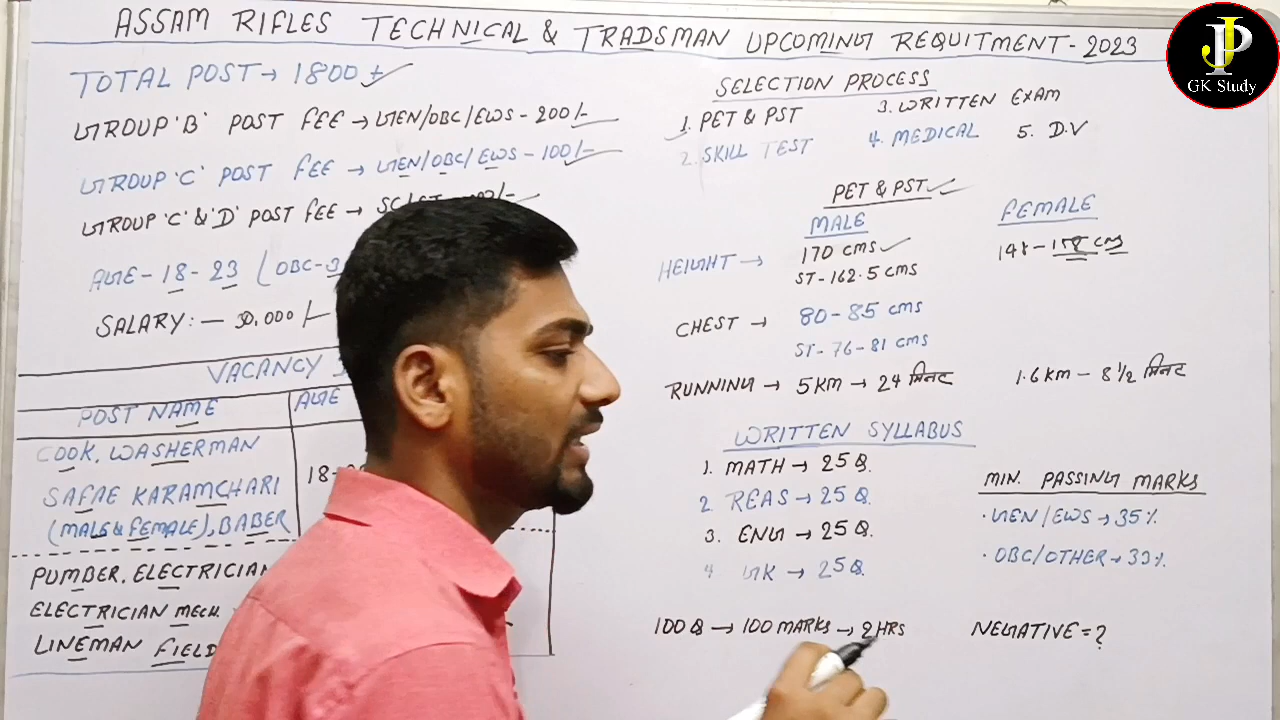 ASSAM RIFLES TECHNICAL & TRADSMAN UPCOMING REQUITMENT - 2023
JP
GK Study
TOTAL POST → 1800 +
GROUP 'B' POST FEE → GEN/OBC/EWS - 200/-
GROUP 'C' POST FEE → GEN/OBC/EWS - 100/-
GROUP 'C' & 'D' POST FEE →
AGE - 18 - 23 (OBC-
SALARY: — 30,000/-
VACANCY
POST NAME
AGE
COOK, WASHERMAN
SAFAE KARAMCHARI
(MALE & FEMALE), BABER
18-
PUMBER, ELECTRICIAN
ELECTRICIAN MECH.
LINEMAN FIELD
SELECTION PROCESS
1. PET & PST 3. WRITTEN EXAM
2. SKILL TEST 4. MEDICAL 5. D.V
PET & PST
MALE FEMALE
HEIGHT → 170 CMS 148 - 158 CMS
ST - 162.5 CMS
CHEST → 80 - 85 CMS
ST - 76 - 81 CMS
RUNNING → 5 KM → 24 मिनट 1.6 KM - 8 1/2 मिनट
WRITTEN SYLLABUS
1. MATH → 25 Q.
2. REAS → 25 Q.
3. ENG → 25 Q.
4 GK → 25 Q.
MIN. PASSING MARKS
· GEN / EWS → 35%
· OBC/OTHER → 33%
100 Q → 100 MARKS → 2 HRS NEGATIVE = ?